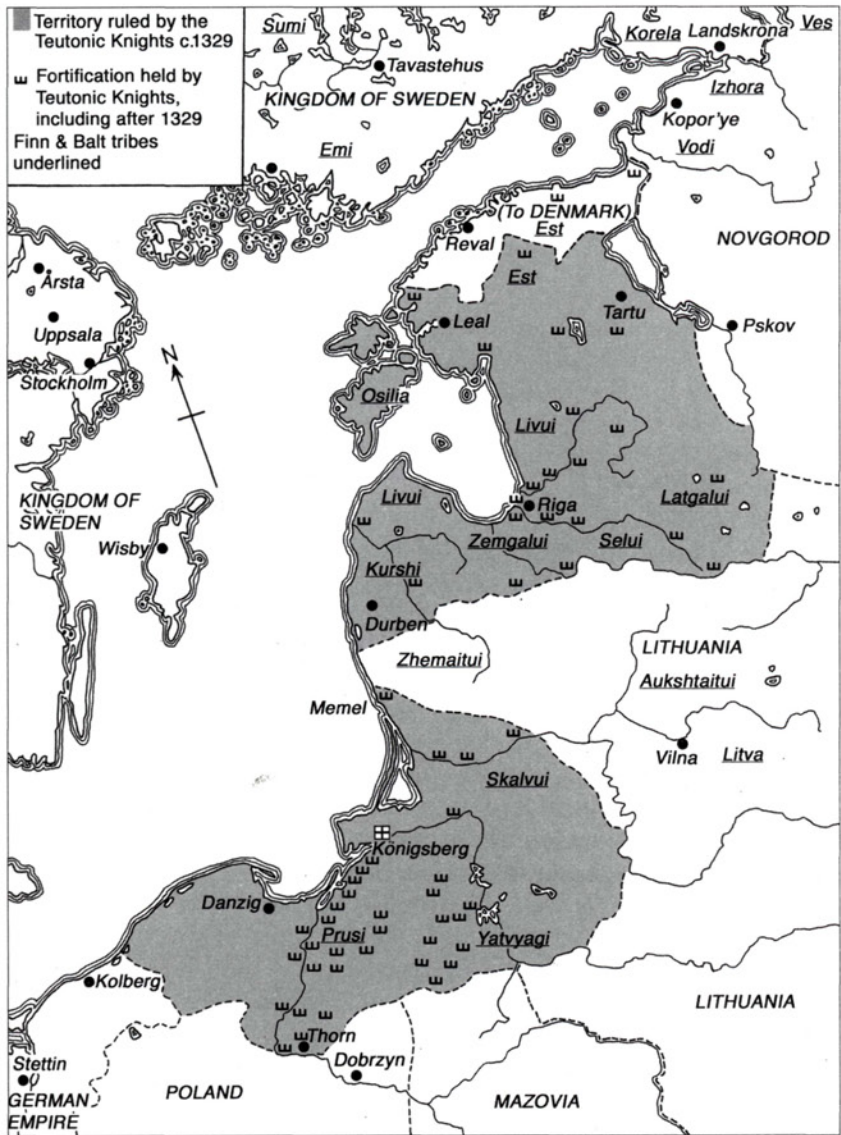 Territory ruled by the
Teutonic Knights c.1329
Fortification held by
Teutonic Knights,
including after 1329
Finn & Balt tribes
underlined
Sumi
Korela
Landskrona
Ves
Tavastehus
KINGDOM OF SWEDEN
Izhora
Kopor'ye
Vodi
Emi
(To DENMARK)
Est
Reval
NOVGOROD
Årsta
Est
Tartu
Uppsala
Leal
Pskov
Stockholm
N
Osilia
Livui
KINGDOM OF
SWEDEN
Livui
Riga
Latgalui
Wisby
Zemgalui
Selui
Kurshi
Durben
Zhemaitui
LITHUANIA
Aukshtaitui
Memel
Vilna
Litva
Skalvui
Königsberg
Danzig
Prusi
Yatvyagi
Kolberg
LITHUANIA
Thorn
Stettin
Dobrzyn
GERMAN
EMPIRE
POLAND
MAZOVIA